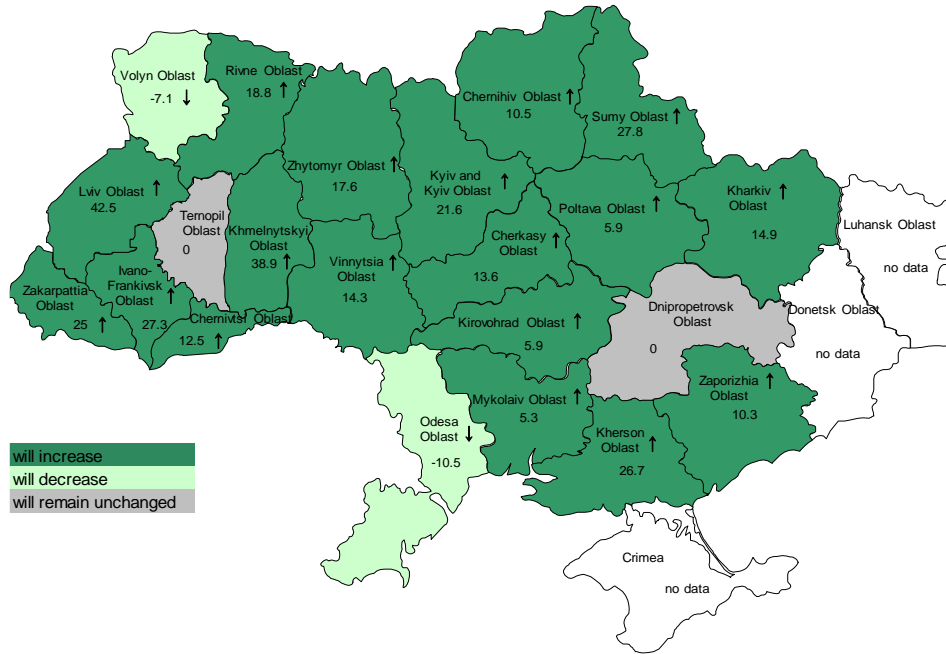 Volyn Oblast
-7.1
Rivne Oblast
18.8
Chernihiv Oblast
10.5
Sumy Oblast
27.8
Zhytomyr Oblast
17.6
Kyiv and
Kyiv Oblast
21.6
Lviv Oblast
42.5
Ternopil
Oblast
0
Khmelnytskyi
Oblast
38.9
Vinnytsia
Oblast
14.3
Cherkasy
Oblast
13.6
Poltava Oblast
5.9
Kharkiv
Oblast
14.9
Luhansk Oblast
no data
Zakarpattia
Oblast
25
Ivano-
Frankivsk
Oblast
27.3
Chernivtsi Oblast
12.5
Kirovohrad Oblast
5.9
Dnipropetrovsk
Oblast
0
Donetsk Oblast
no data
Zaporizhia
Oblast
10.3
Mykolaiv Oblast
5.3
Odesa
Oblast
-10.5
Kherson
Oblast
26.7
will increase
will decrease
will remain unchanged
Crimea
no data